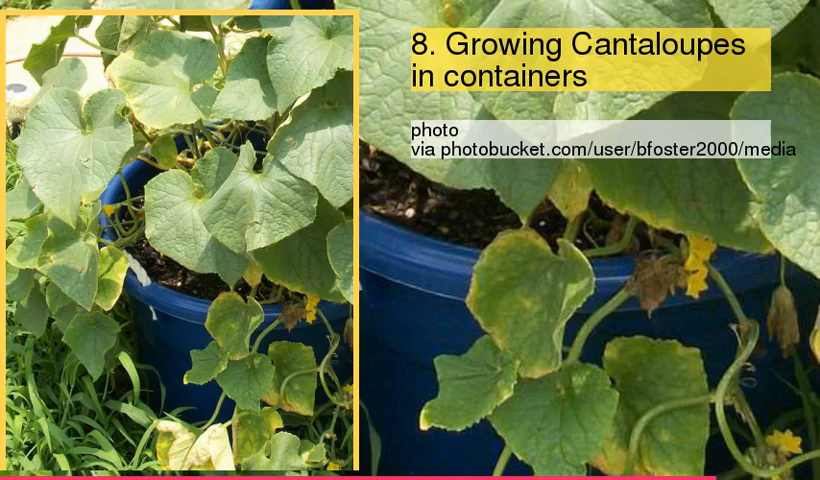 8. Growing Cantaloupes
in containers
photo
via photobucket.com/user/bfoster2000/media